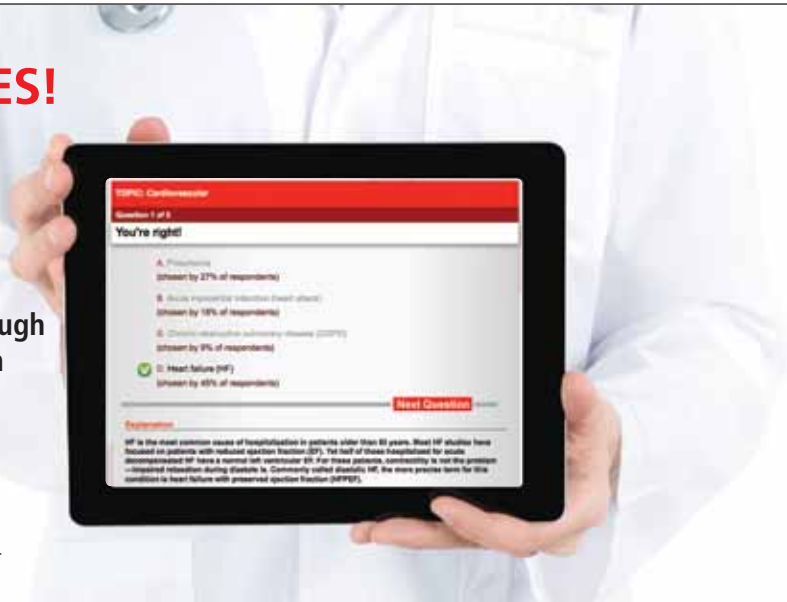 ES!
ugh
TOPIC: Cardiovascular
Question 1 of 5
You're right!
A. Pneumonia
(chosen by 27% of respondents)
B. Acute myocardial infarction (heart attack)
(chosen by 18% of respondents)
C. Chronic obstructive pulmonary disease (COPD)
(chosen by 9% of respondents)
D. Heart failure (HF)
(chosen by 45% of respondents)
Next Question
Explanation
HF is the most common cause of hospitalization in patients older than 65 years. Most HF studies have
focused on patients with reduced ejection fraction (EF). Yet half of those hospitalized for acute
decompensated HF have a normal left ventricular EF. For these patients, contractility is not the problem
—impaired relaxation during diastole is. Commonly called diastolic HF, the more precise term for this
condition is heart failure with preserved ejection fraction (HFPEF).